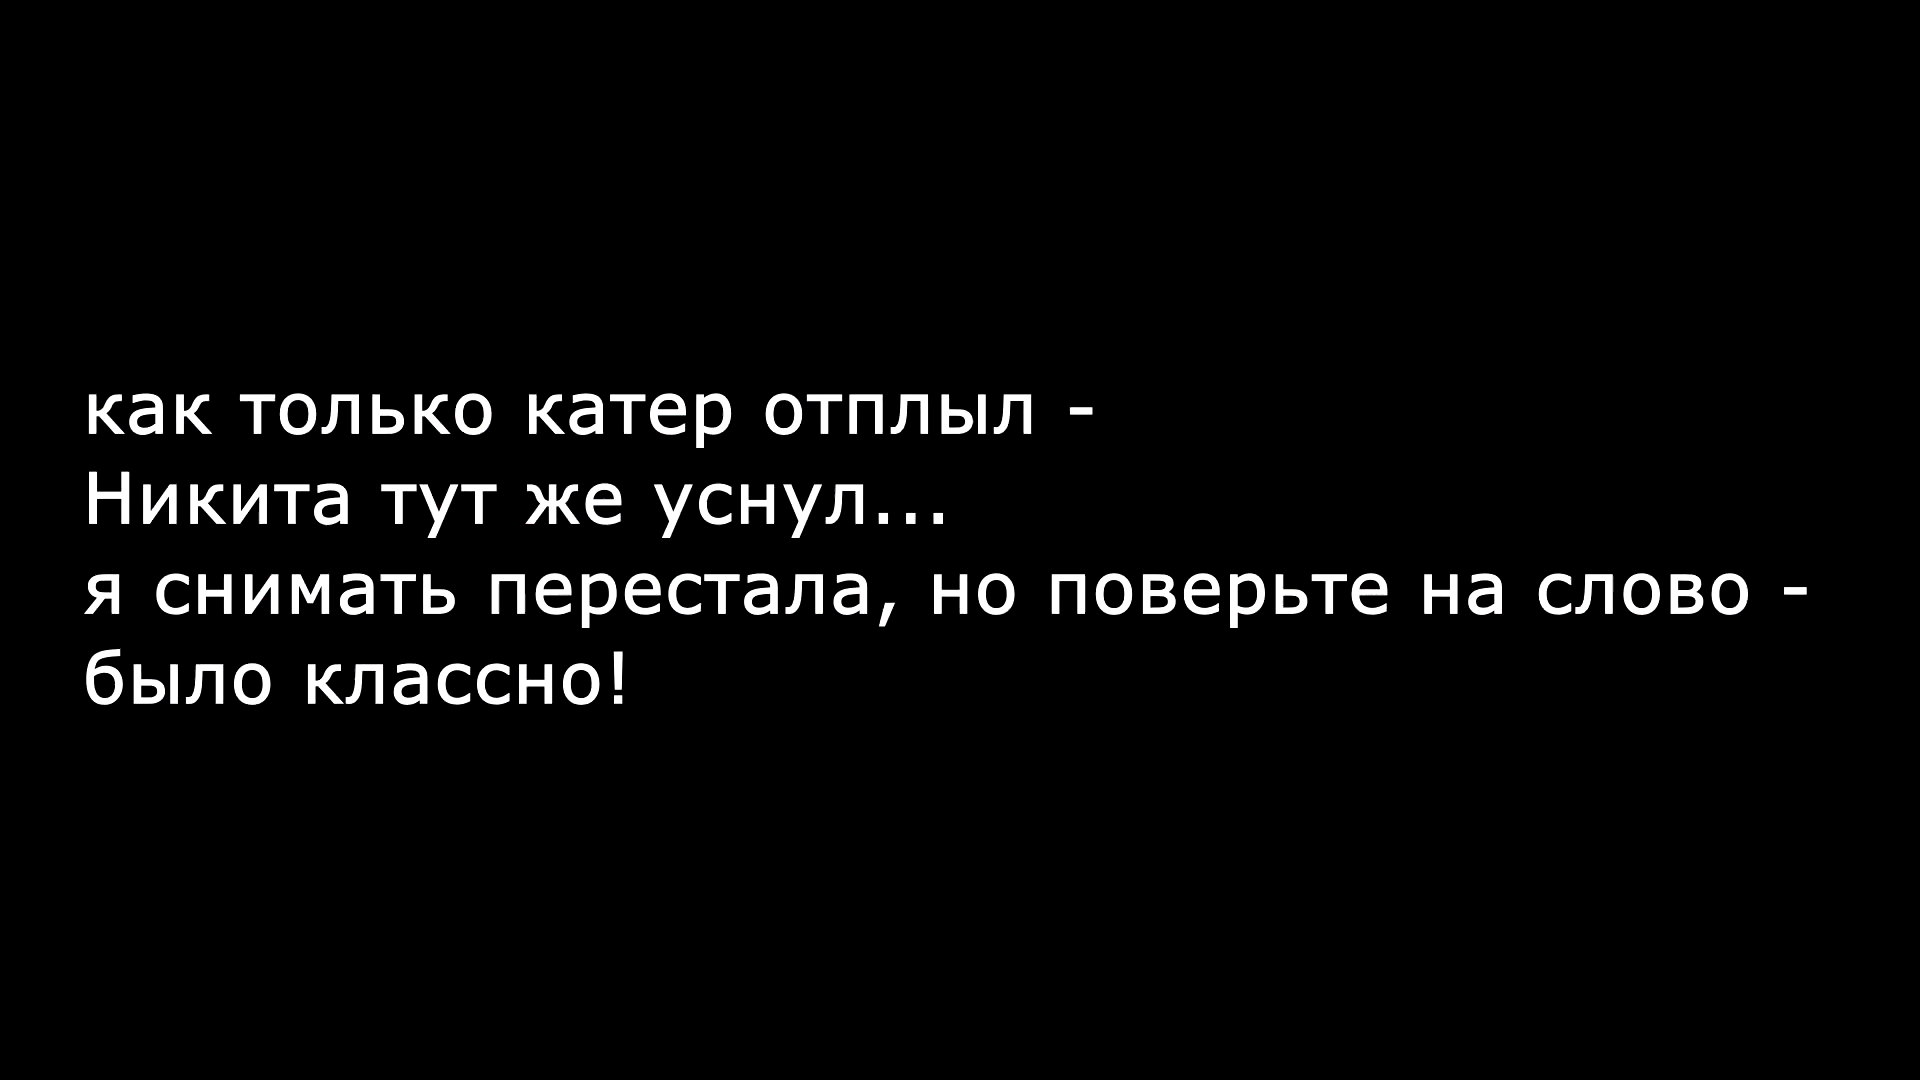 как только катер отплыл -
Никита тут же уснул...
я снимать перестала, но поверьте на слово -
было классно!